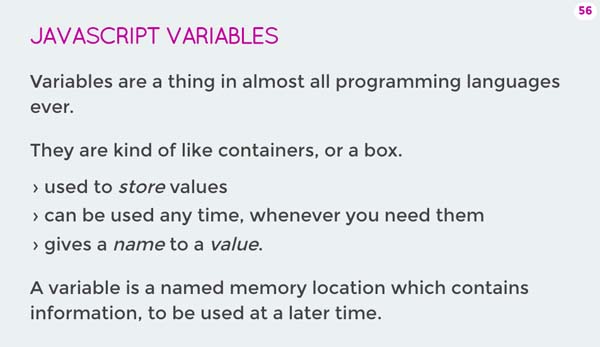 56
JAVASCRIPT VARIABLES
Variables are a thing in almost all programming languages
ever.
They are kind of like containers, or a box.
› used to store values
› can be used any time, whenever you need them
› gives a name to a value.
A variable is a named memory location which contains
information, to be used at a later time.